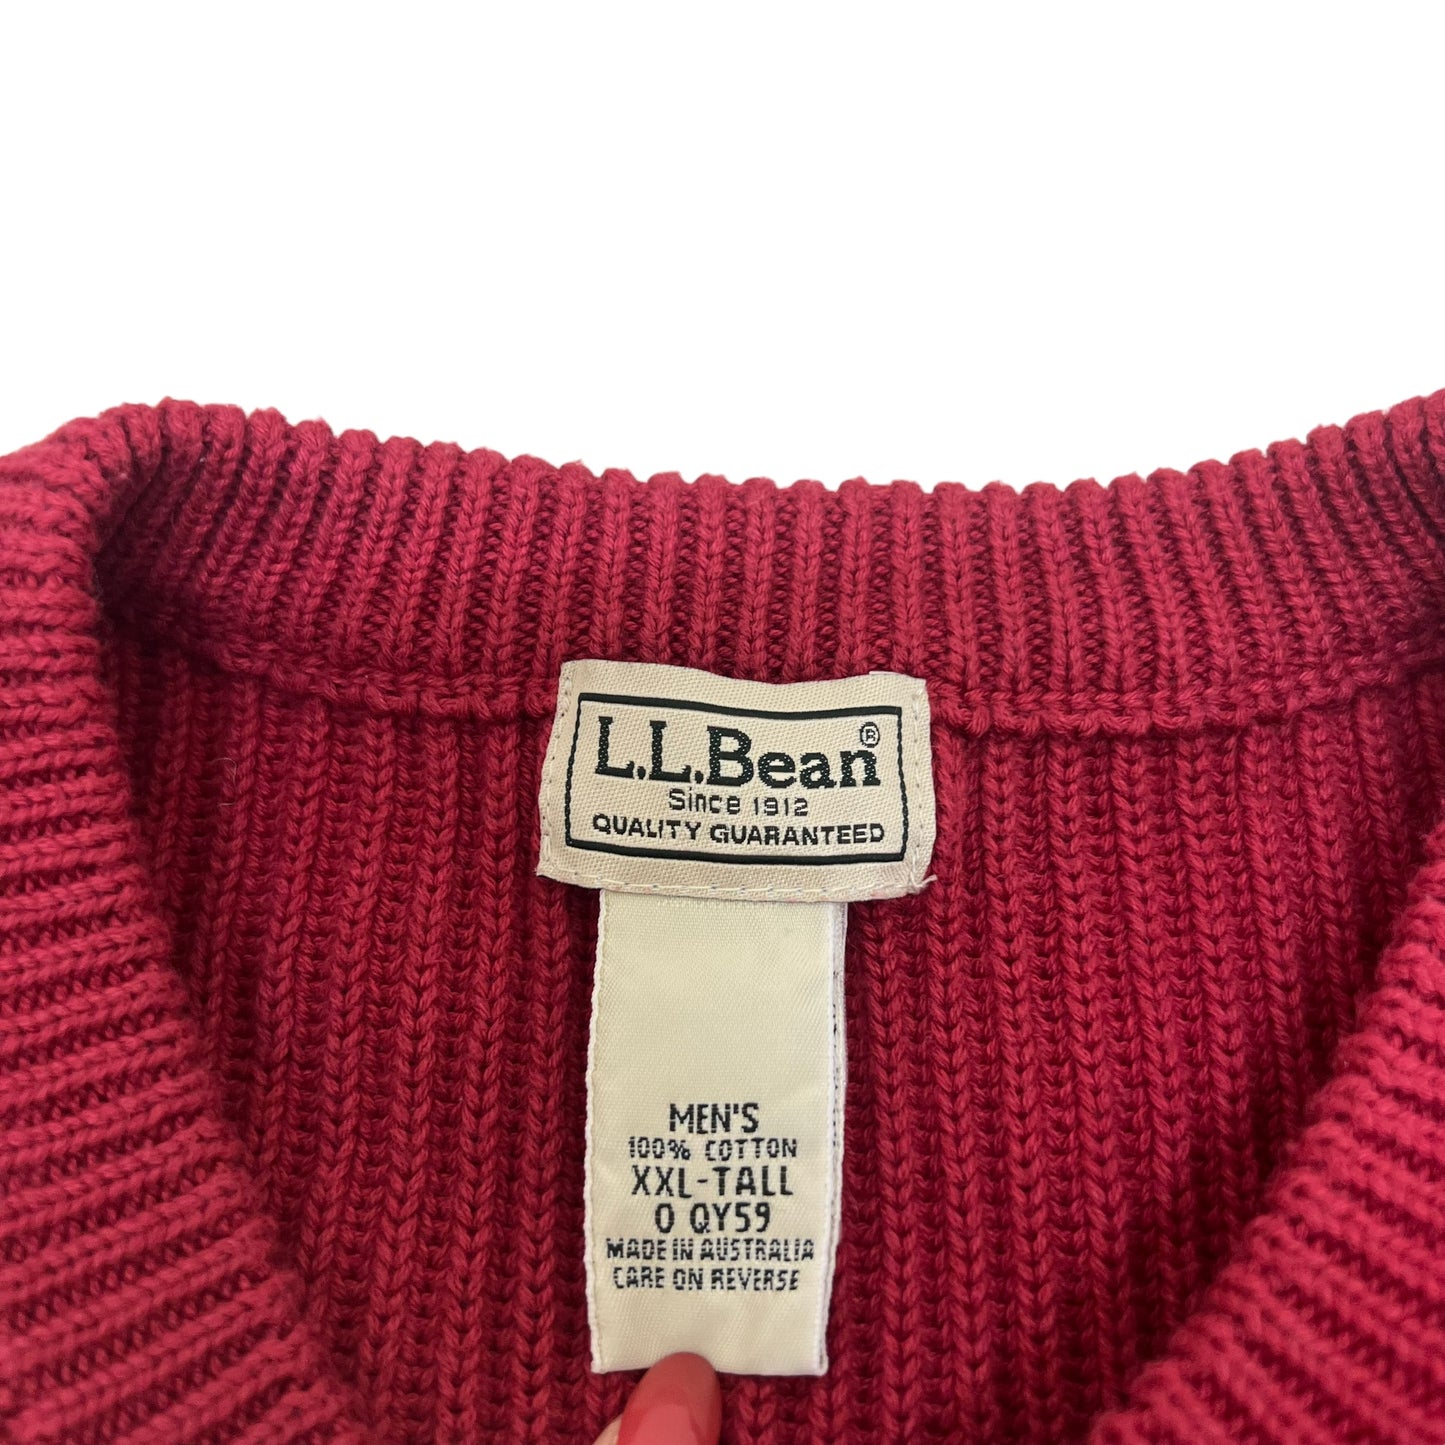 L.L.Bean®
Since 1912
QUALITY GUARANTEED
MEN'S
100% COTTON
XXL-TALL
0 QY59
MADE IN AUSTRALIA
CARE ON REVERSE